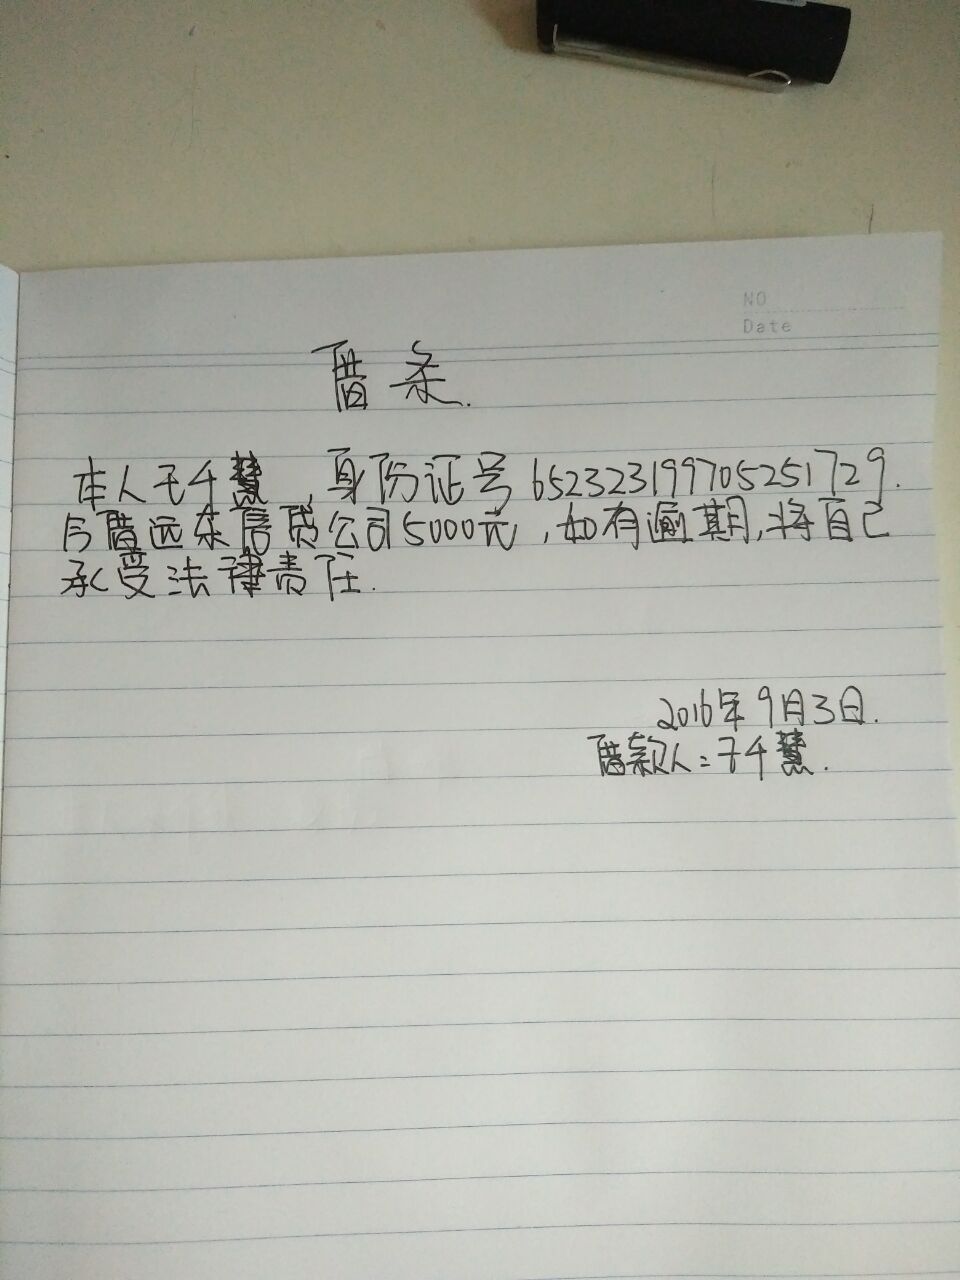 NO
Date
借条.
本人于千慧,身份证号652323199705251729.
今借远东信贷公司5000元,如有逾期,将自己
承受法律责任.
2016年9月3日.
借款人:于千慧.